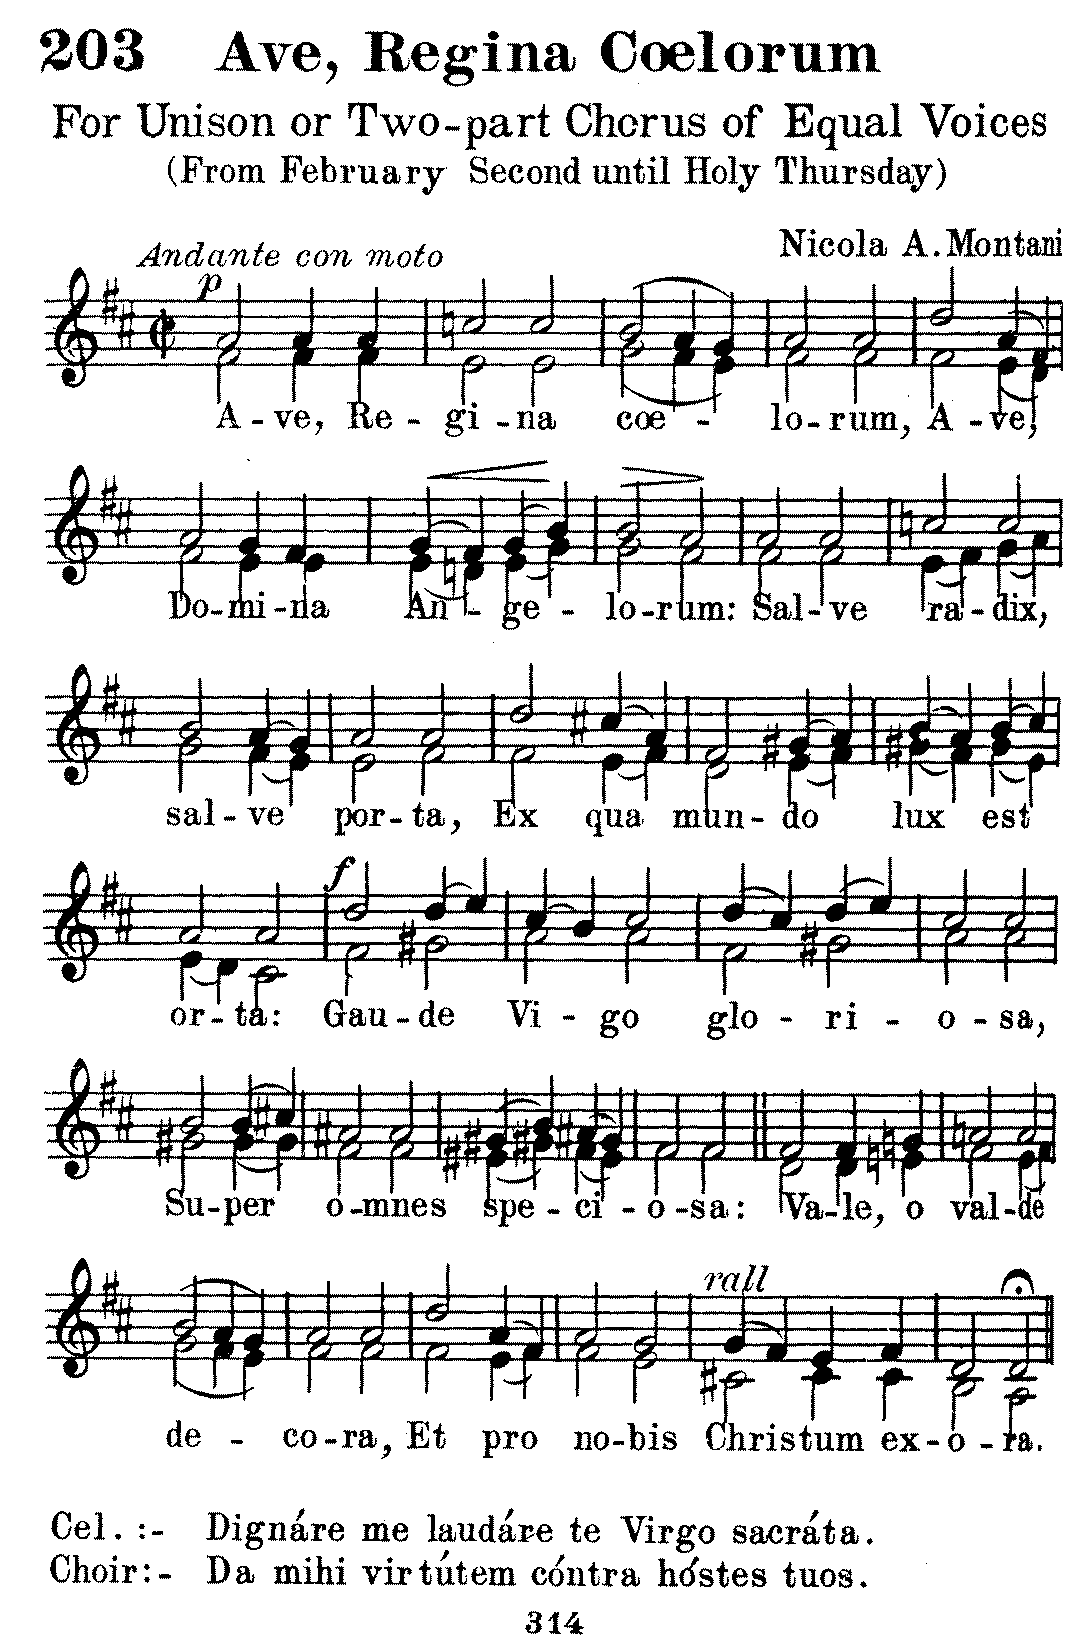 203 Ave, Regina Cœlorum
For Unison or Two-part Chorus of Equal Voices
(From February Second until Holy Thursday)
Nicola A. Montani
Andante con moto
p
A - ve, Re - gi - na cœ - lo - rum, A - ve,
Do - mi - na An - ge - lo - rum: Sal - ve ra - dix,
sal - ve por - ta, Ex qua mun - do lux est
f
or - ta: Gau - de Vi - go glo - ri - o - sa,
Su - per o - mnes spe - ci - o - sa: Va - le, o val - de
rall
de - co - ra, Et pro no - bis Christum ex - o - ra.
Cel. :- Dignáre me laudáre te Virgo sacráta.
Choir:- Da mihi virtútem cóntra hóstes tuos.
314